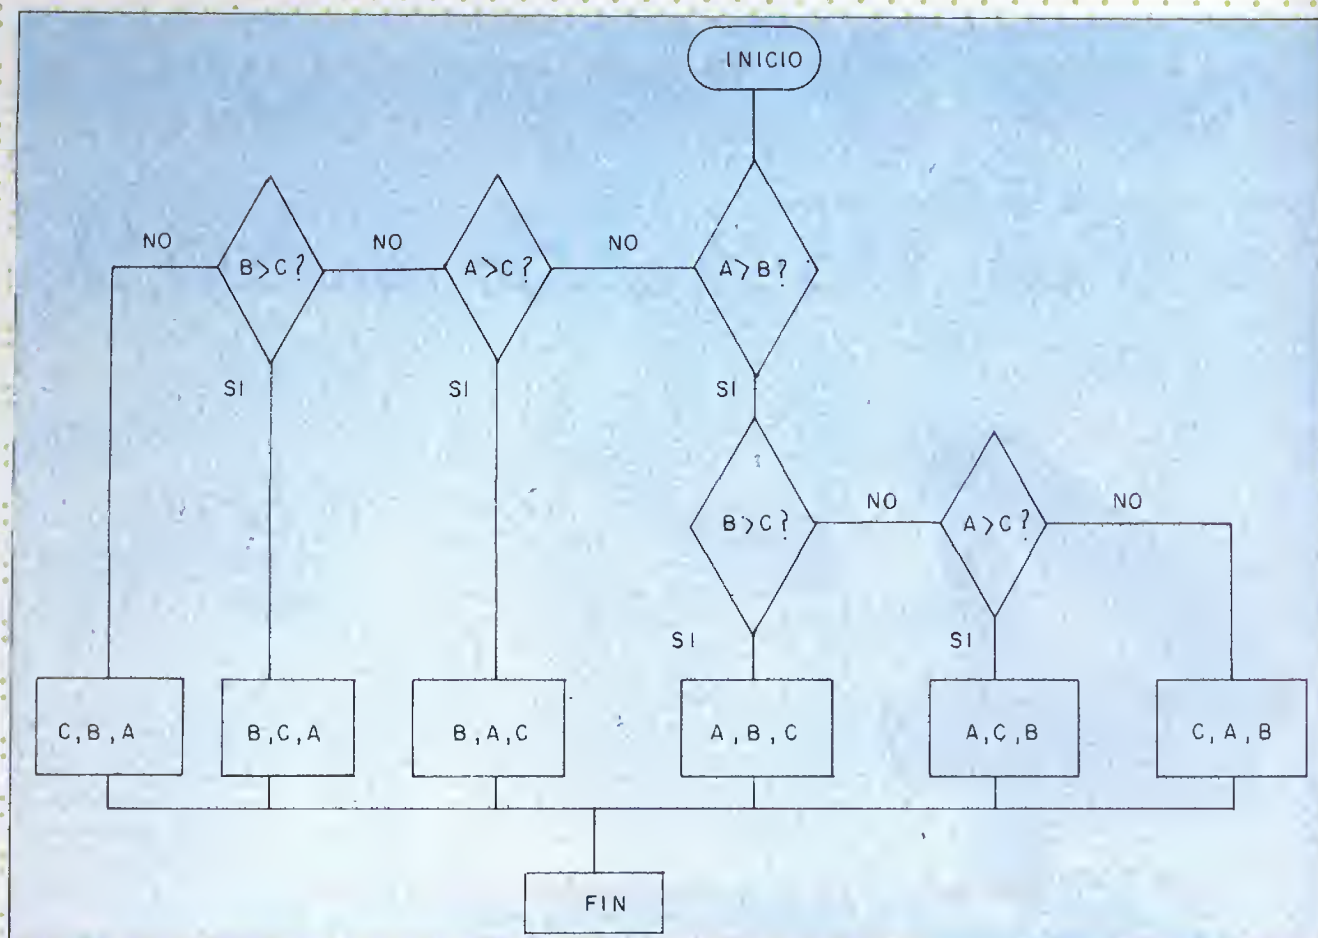 INICIO
NO
B>C?
NO
A>C?
NO
A>B?
SI
SI
SI
B>C?
NO
A>C?
NO
SI
SI
C,B,A
B,C,A
B,A,C
A,B,C
A,C,B
C,A,B
FIN